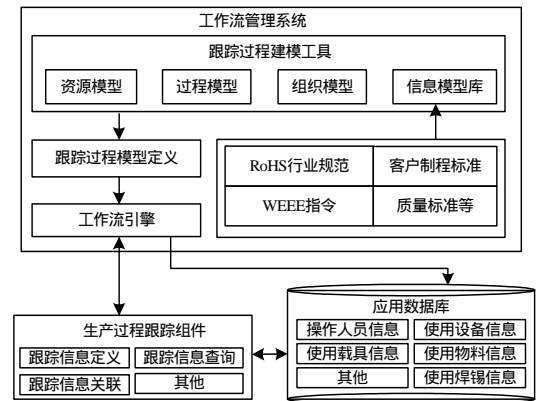 工作流管理系统
跟踪过程建模工具
资源模型 过程模型 组织模型 信息模型库
跟踪过程模型定义
RoHS行业规范 客户制程标准
WEEE指令 质量标准等
工作流引擎
生产过程跟踪组件
跟踪信息定义 跟踪信息查询
跟踪信息关联 其他
应用数据库
操作人员信息 使用设备信息
使用载具信息 使用物料信息
其他 使用焊锡信息